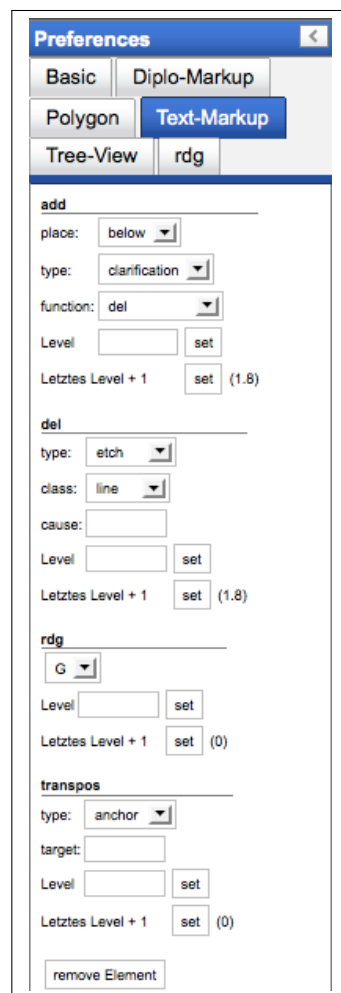 Preferences <
Basic Diplo-Markup
Polygon Text-Markup
Tree-View rdg
add
place: below
type: clarification
function: del
Level set
Letztes Level + 1 set (1.8)
del
type: etch
class: line
cause:
Level set
Letztes Level + 1 set (1.8)
rdg
G
Level set
Letztes Level + 1 set (0)
transpos
type: anchor
target:
Level set
Letztes Level + 1 set (0)
remove Element